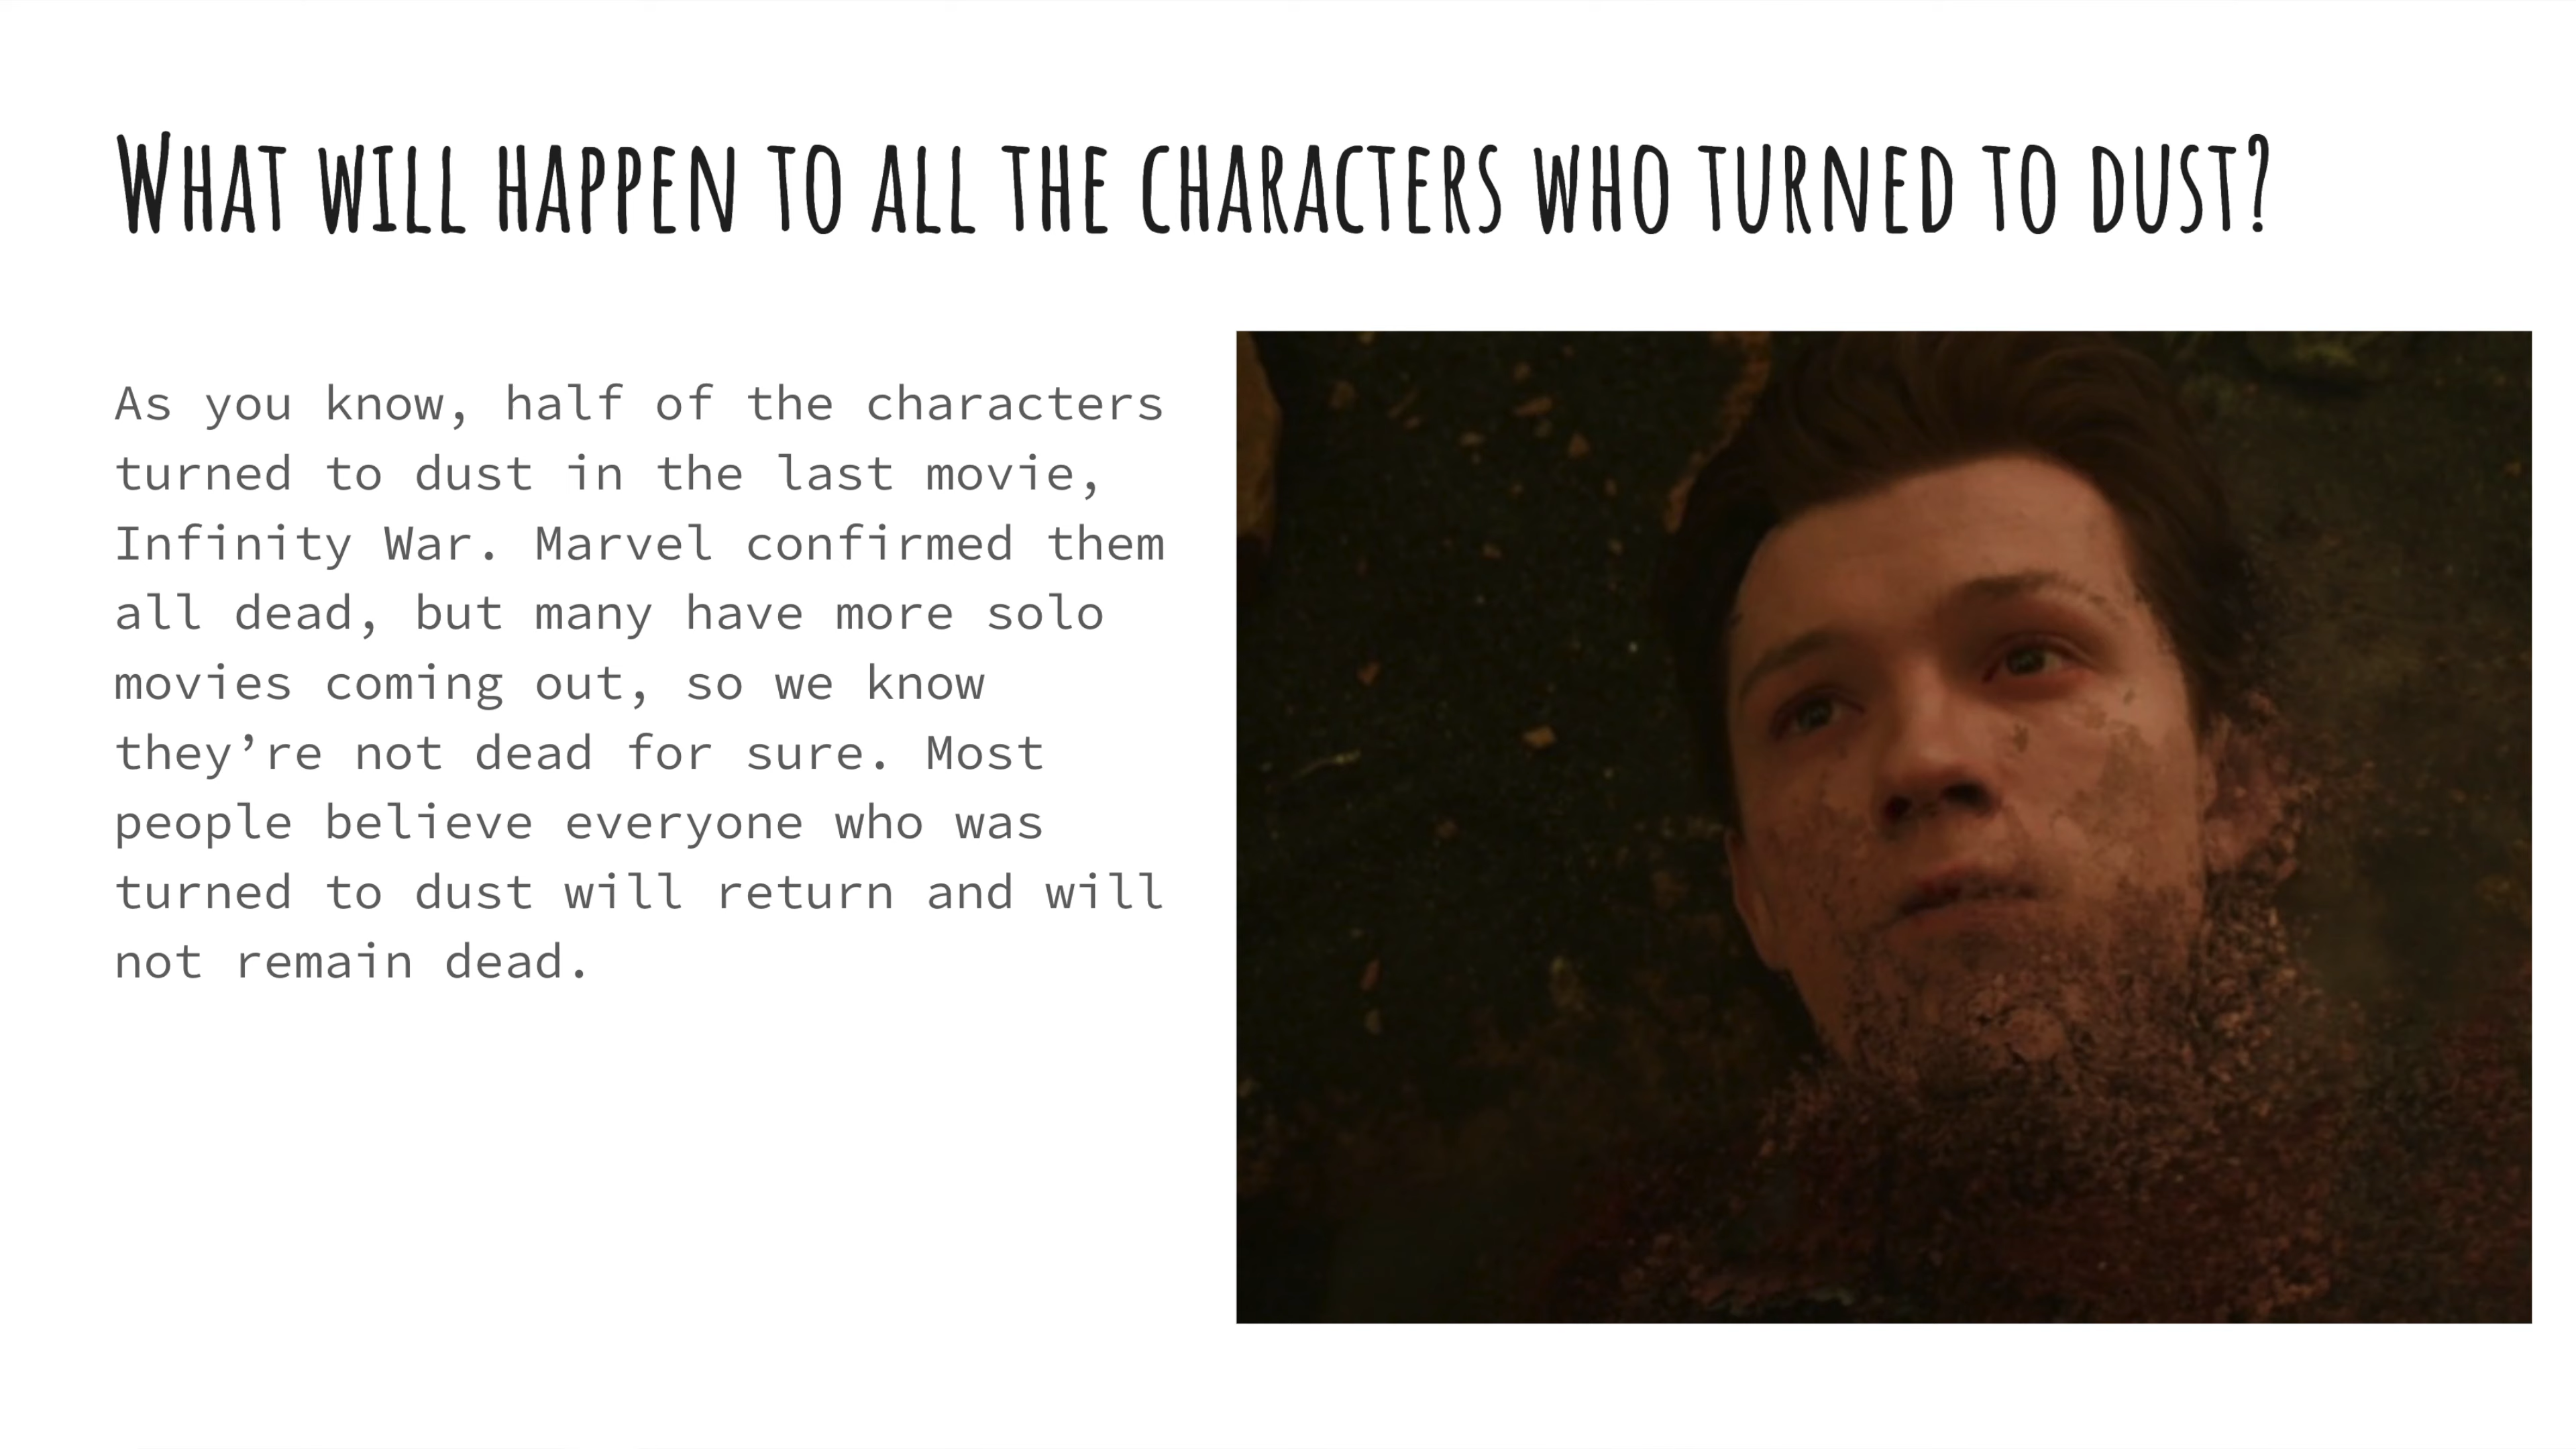 What will happen to all the characters who turned to dust?
As you know, half of the characters
turned to dust in the last movie,
Infinity War. Marvel confirmed them
all dead, but many have more solo
movies coming out, so we know
they’re not dead for sure. Most
people believe everyone who was
turned to dust will return and will
not remain dead.